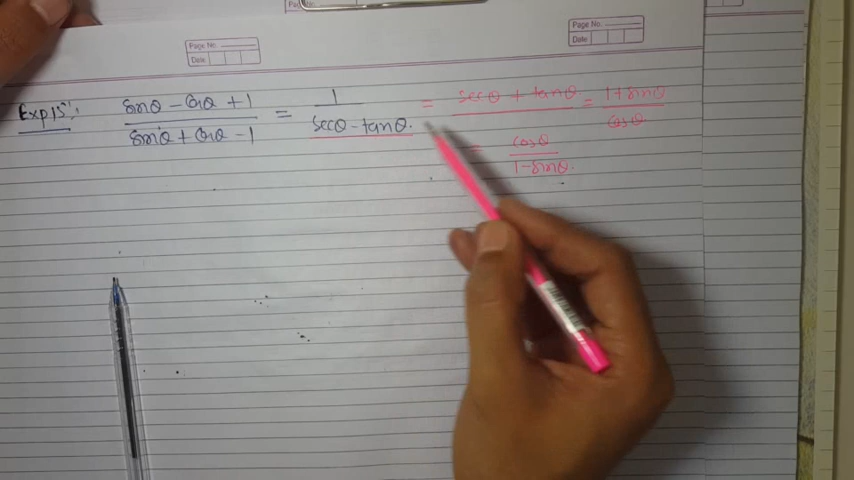 Pa
Page No:
Date
Page No:
Date
Exp15: (sinθ - cosθ + 1)/(sinθ + cosθ - 1) = 1/(secθ - tanθ) = secθ + tanθ = (1 + sinθ)/cosθ
= cosθ/(1 - sinθ)